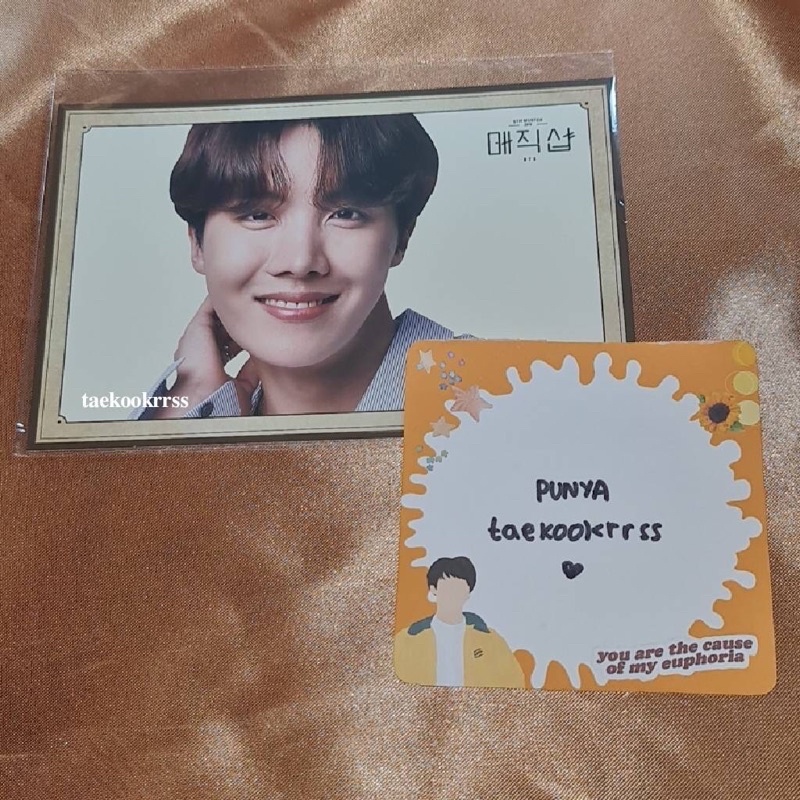 매직샵
BTS
taekookrrss
PUNYA
taekookrrss
you are the cause
of my euphoria